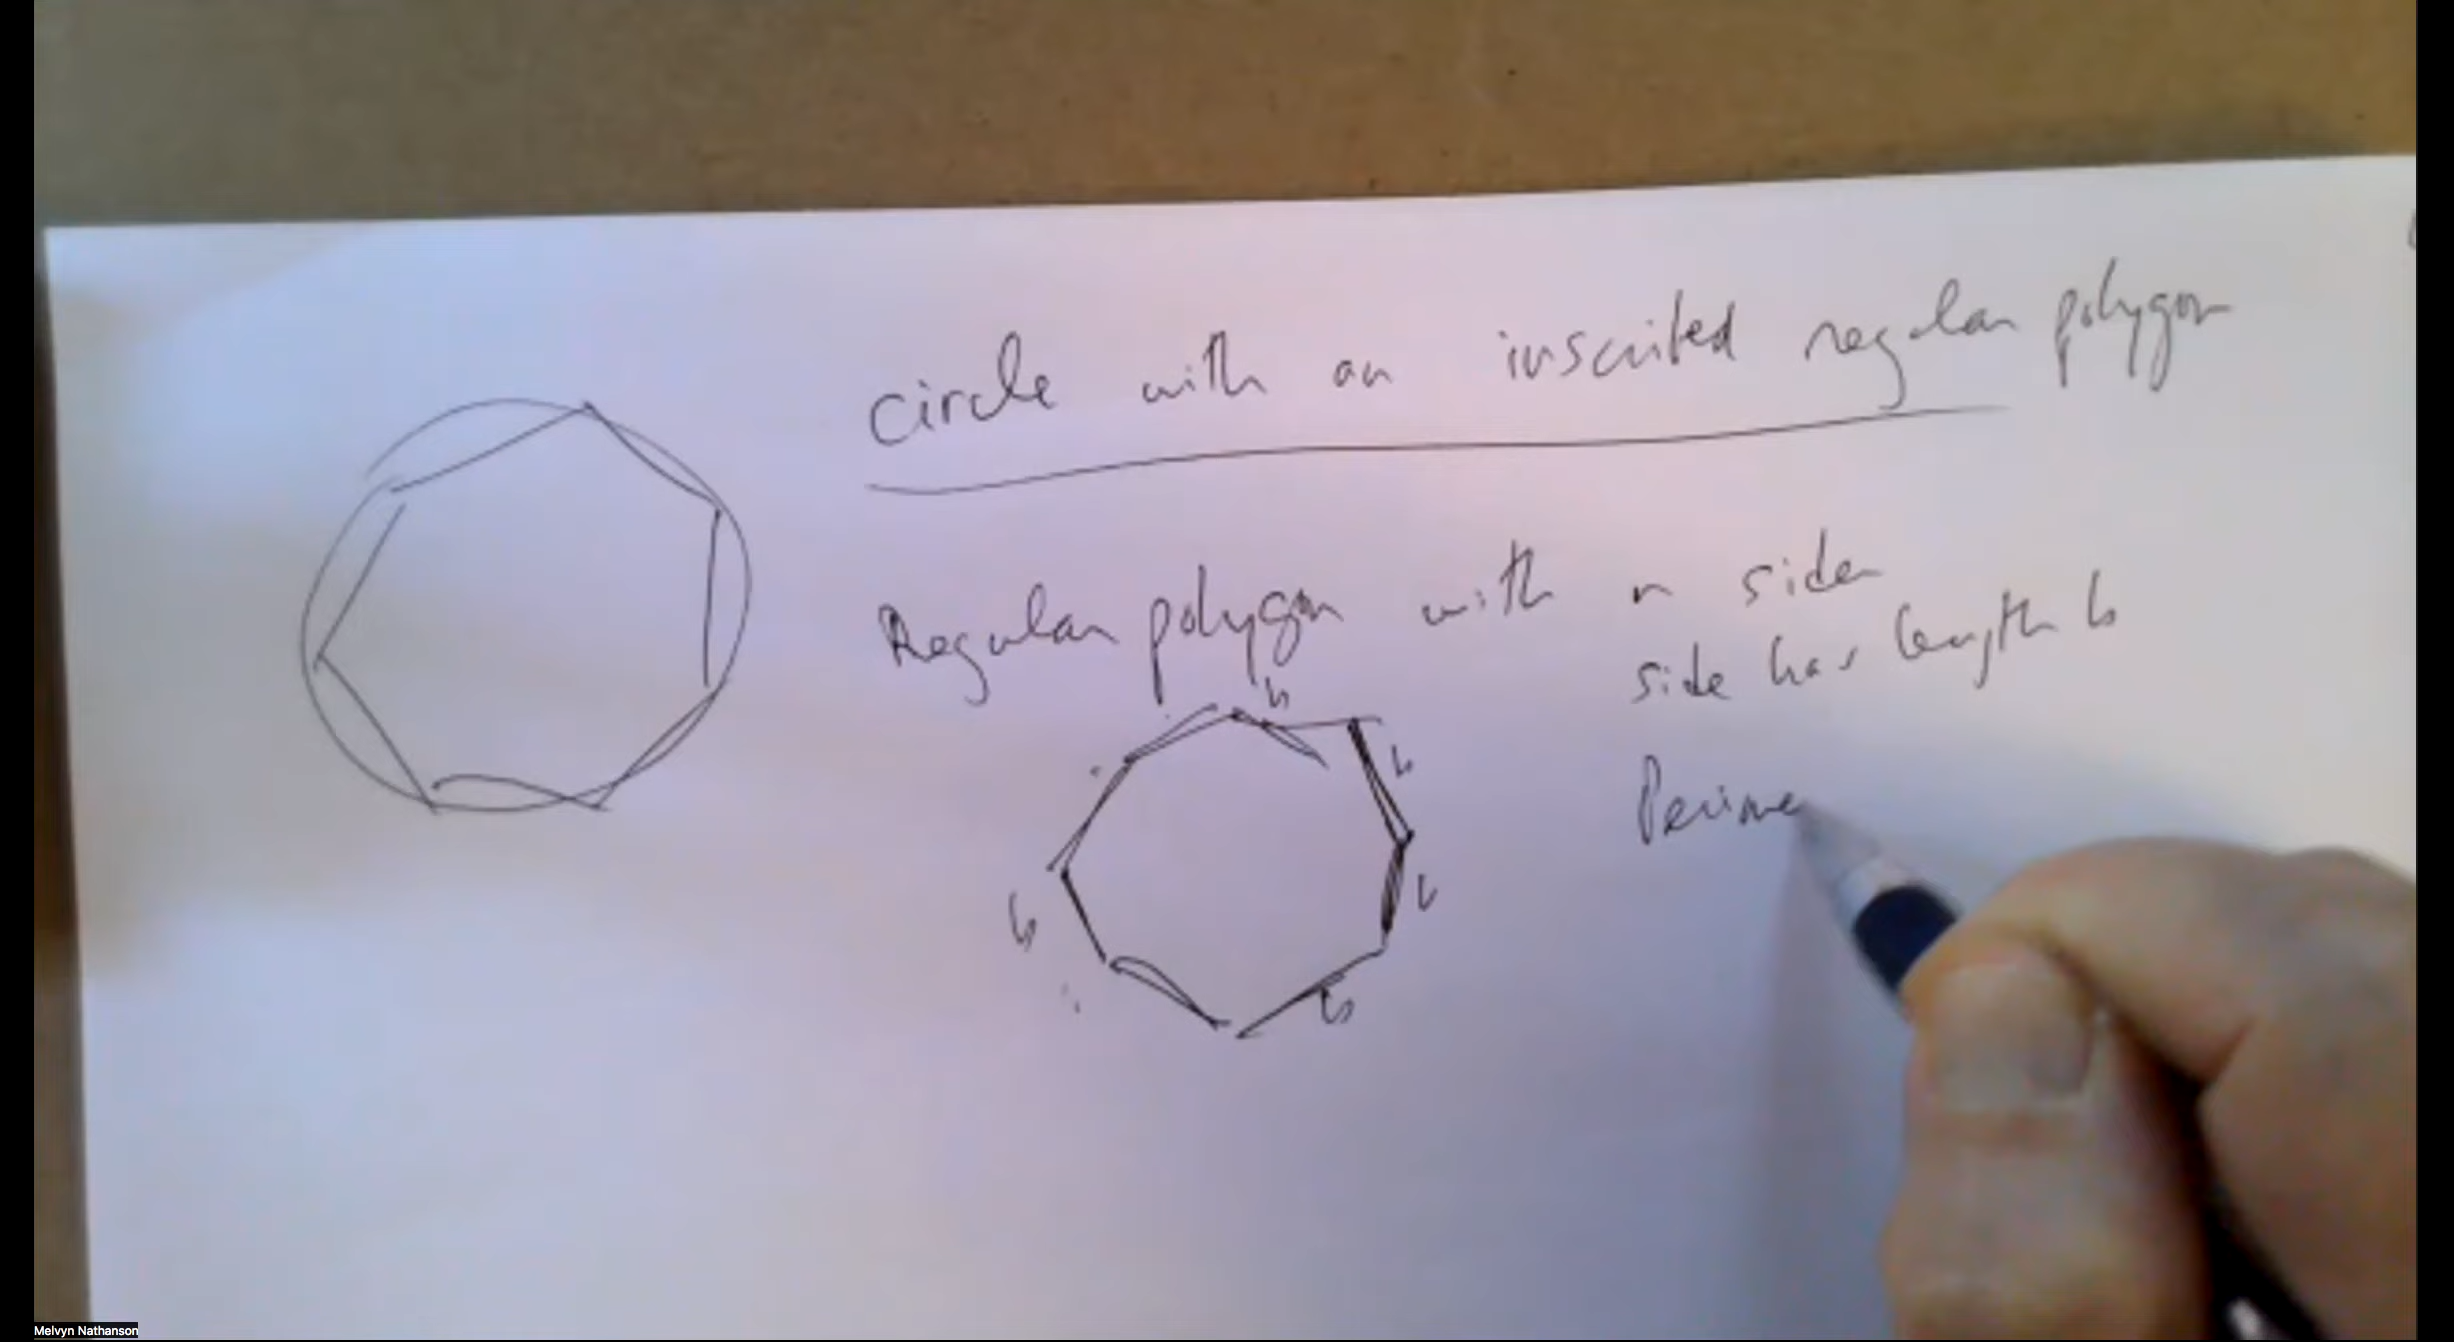 circle with an inscribed regular polygon
Regular polygon with n sides
side has length b
b
b
Perime
b
b
b
Melvyn Nathanson